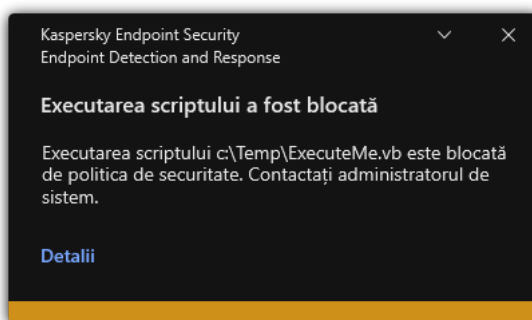 Kaspersky Endpoint Security
Endpoint Detection and Response
Executarea scriptului a fost blocată
Executarea scriptului c:\Temp\ExecuteMe.vb este blocată
de politica de securitate. Contactați administratorul de
sistem.
Detalii